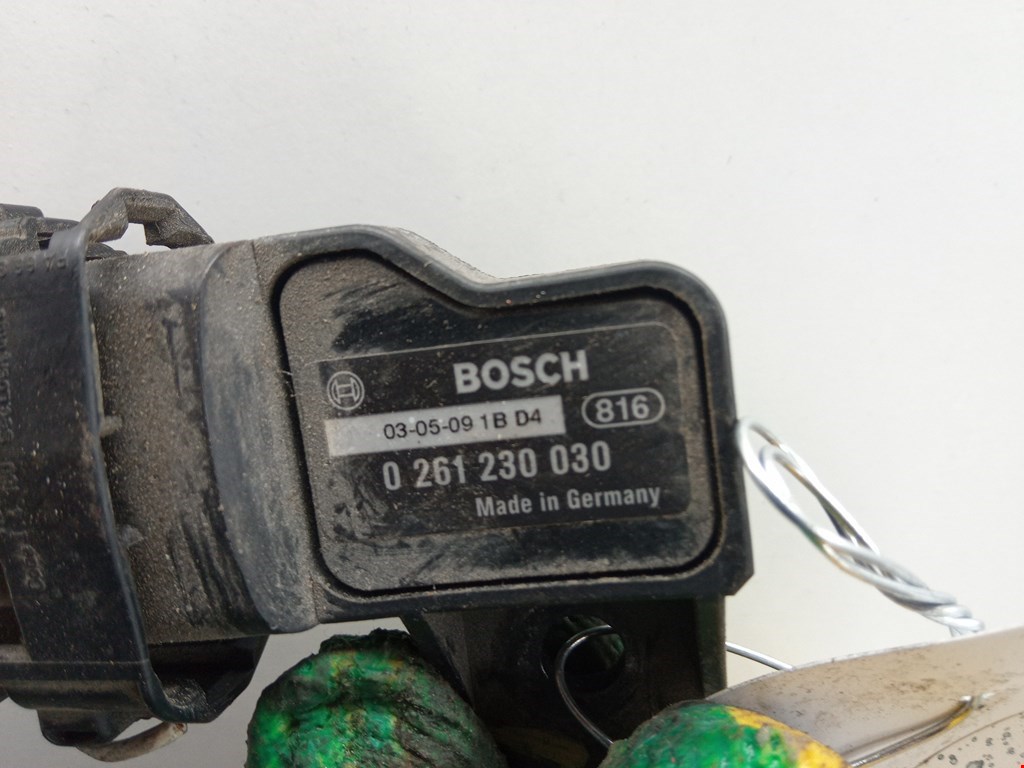 BOSCH
03-05-09 1B D4
816
0 261 230 030
Made in Germany